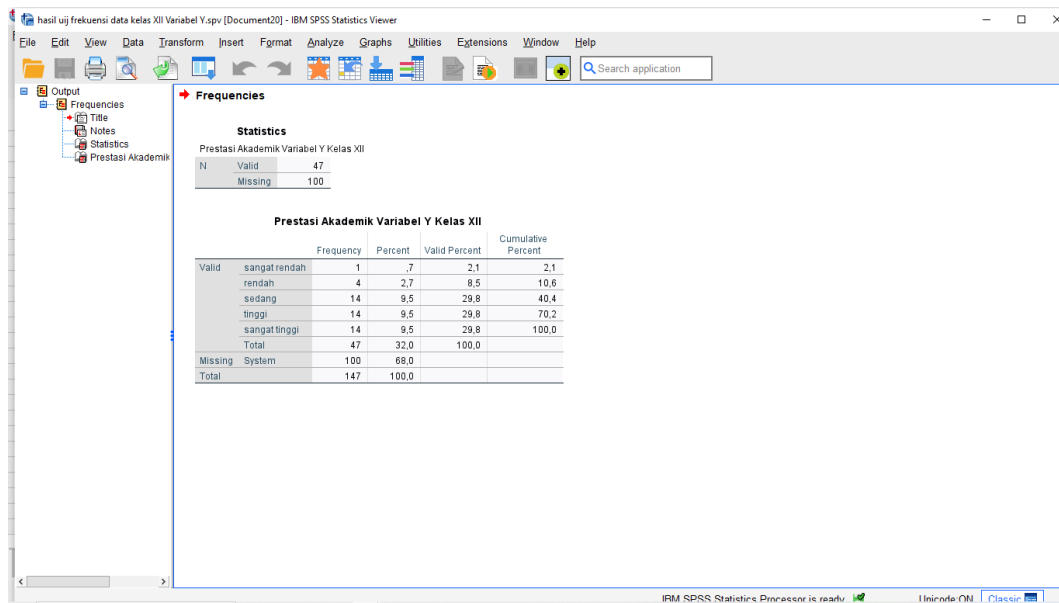 hasil uij frekuensi data kelas XII Variabel Y.spv [Document20] - IBM SPSS Statistics Viewer
File Edit View Data Transform Insert Format Analyze Graphs Utilities Extensions Window Help
Search application
Output
Frequencies
Title
Notes
Statistics
Prestasi Akademik
Frequencies
Statistics
Prestasi Akademik Variabel Y Kelas XII
N Valid 47
Missing 100
Prestasi Akademik Variabel Y Kelas XII
Frequency Percent Valid Percent Cumulative Percent
Valid sangat rendah 1 ,7 2,1 2,1
rendah 4 2,7 8,5 10,6
sedang 14 9,5 29,8 40,4
tinggi 14 9,5 29,8 70,2
sangat tinggi 14 9,5 29,8 100,0
Total 47 32,0 100,0
Missing System 100 68,0
Total 147 100,0
IBM SPSS Statistics Processor is ready Unicode:ON Classic